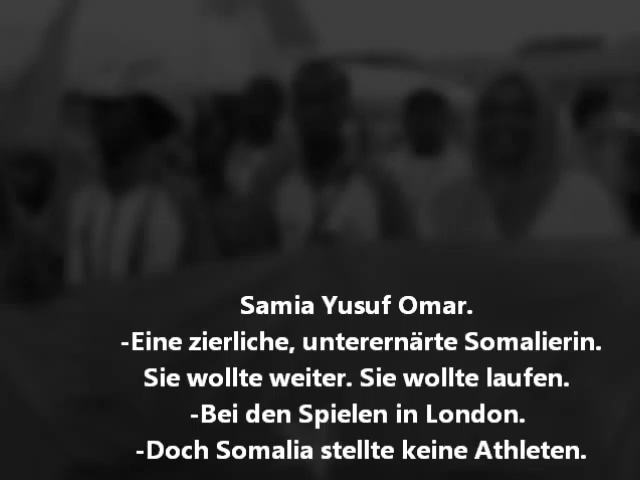 Samia Yusuf Omar.
-Eine zierliche, unterernärte Somalierin.
Sie wollte weiter. Sie wollte laufen.
-Bei den Spielen in London.
-Doch Somalia stellte keine Athleten.